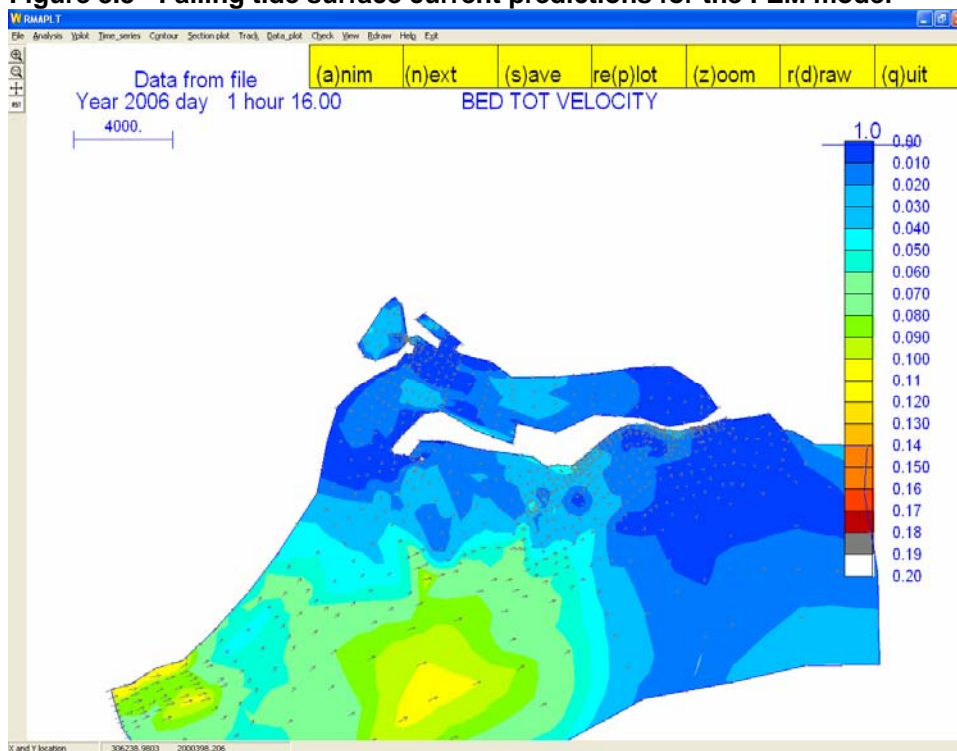 Figure 3.3 Falling tide surface current predictions for the FEM model
RMAPLT
File Analysis Xplot Time_series Contour Section plot Track Data_plot Check View Redraw Help Exit
(a)nim (n)ext (s)ave re(p)lot (z)oom r(d)raw (q)uit
Data from file
Year 2006 day 1 hour 16.00 BED TOT VELOCITY
4000.
1.0
0.00
0.010
0.020
0.030
0.040
0.050
0.060
0.070
0.080
0.090
0.100
0.11
0.120
0.130
0.14
0.150
0.16
0.17
0.18
0.19
0.20
RST
X and Y location 306238.9803 2000398.206